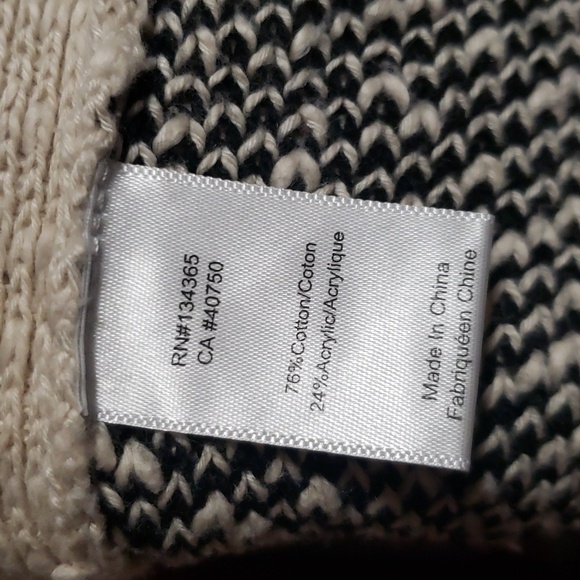 RN#134365
CA #40750
76%Cotton/Coton
24%Acrylic/Acrylique
Made In China
Fabriquéen Chine